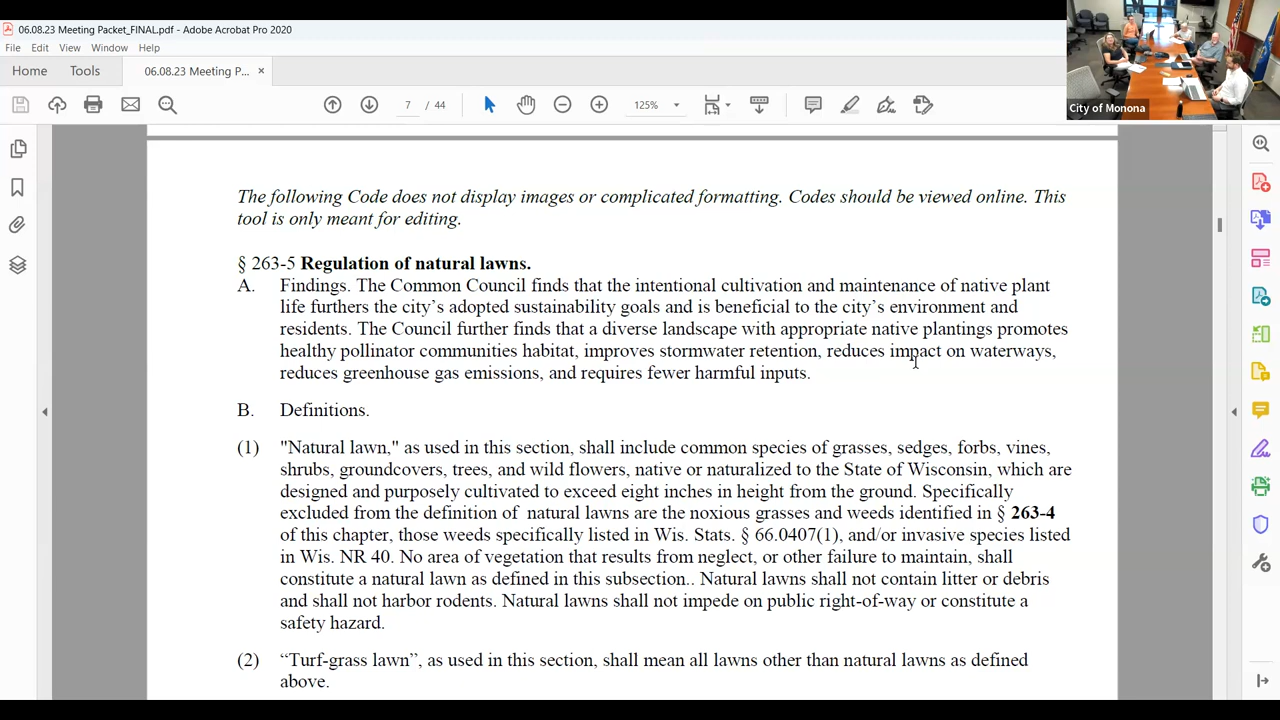 06.08.23 Meeting Packet_FINAL.pdf - Adobe Acrobat Pro 2020
File Edit View Window Help
Home Tools 06.08.23 Meeting P... ×
7 / 44 125%
City of Monona
The following Code does not display images or complicated formatting. Codes should be viewed online. This
tool is only meant for editing.
§ 263-5 Regulation of natural lawns.
A. Findings. The Common Council finds that the intentional cultivation and maintenance of native plant
life furthers the city’s adopted sustainability goals and is beneficial to the city’s environment and
residents. The Council further finds that a diverse landscape with appropriate native plantings promotes
healthy pollinator communities habitat, improves stormwater retention, reduces impact on waterways,
reduces greenhouse gas emissions, and requires fewer harmful inputs.
B. Definitions.
(1) "Natural lawn," as used in this section, shall include common species of grasses, sedges, forbs, vines,
shrubs, groundcovers, trees, and wild flowers, native or naturalized to the State of Wisconsin, which are
designed and purposely cultivated to exceed eight inches in height from the ground. Specifically
excluded from the definition of natural lawns are the noxious grasses and weeds identified in § 263-4
of this chapter, those weeds specifically listed in Wis. Stats. § 66.0407(1), and/or invasive species listed
in Wis. NR 40. No area of vegetation that results from neglect, or other failure to maintain, shall
constitute a natural lawn as defined in this subsection.. Natural lawns shall not contain litter or debris
and shall not harbor rodents. Natural lawns shall not impede on public right-of-way or constitute a
safety hazard.
(2) “Turf-grass lawn”, as used in this section, shall mean all lawns other than natural lawns as defined
above.